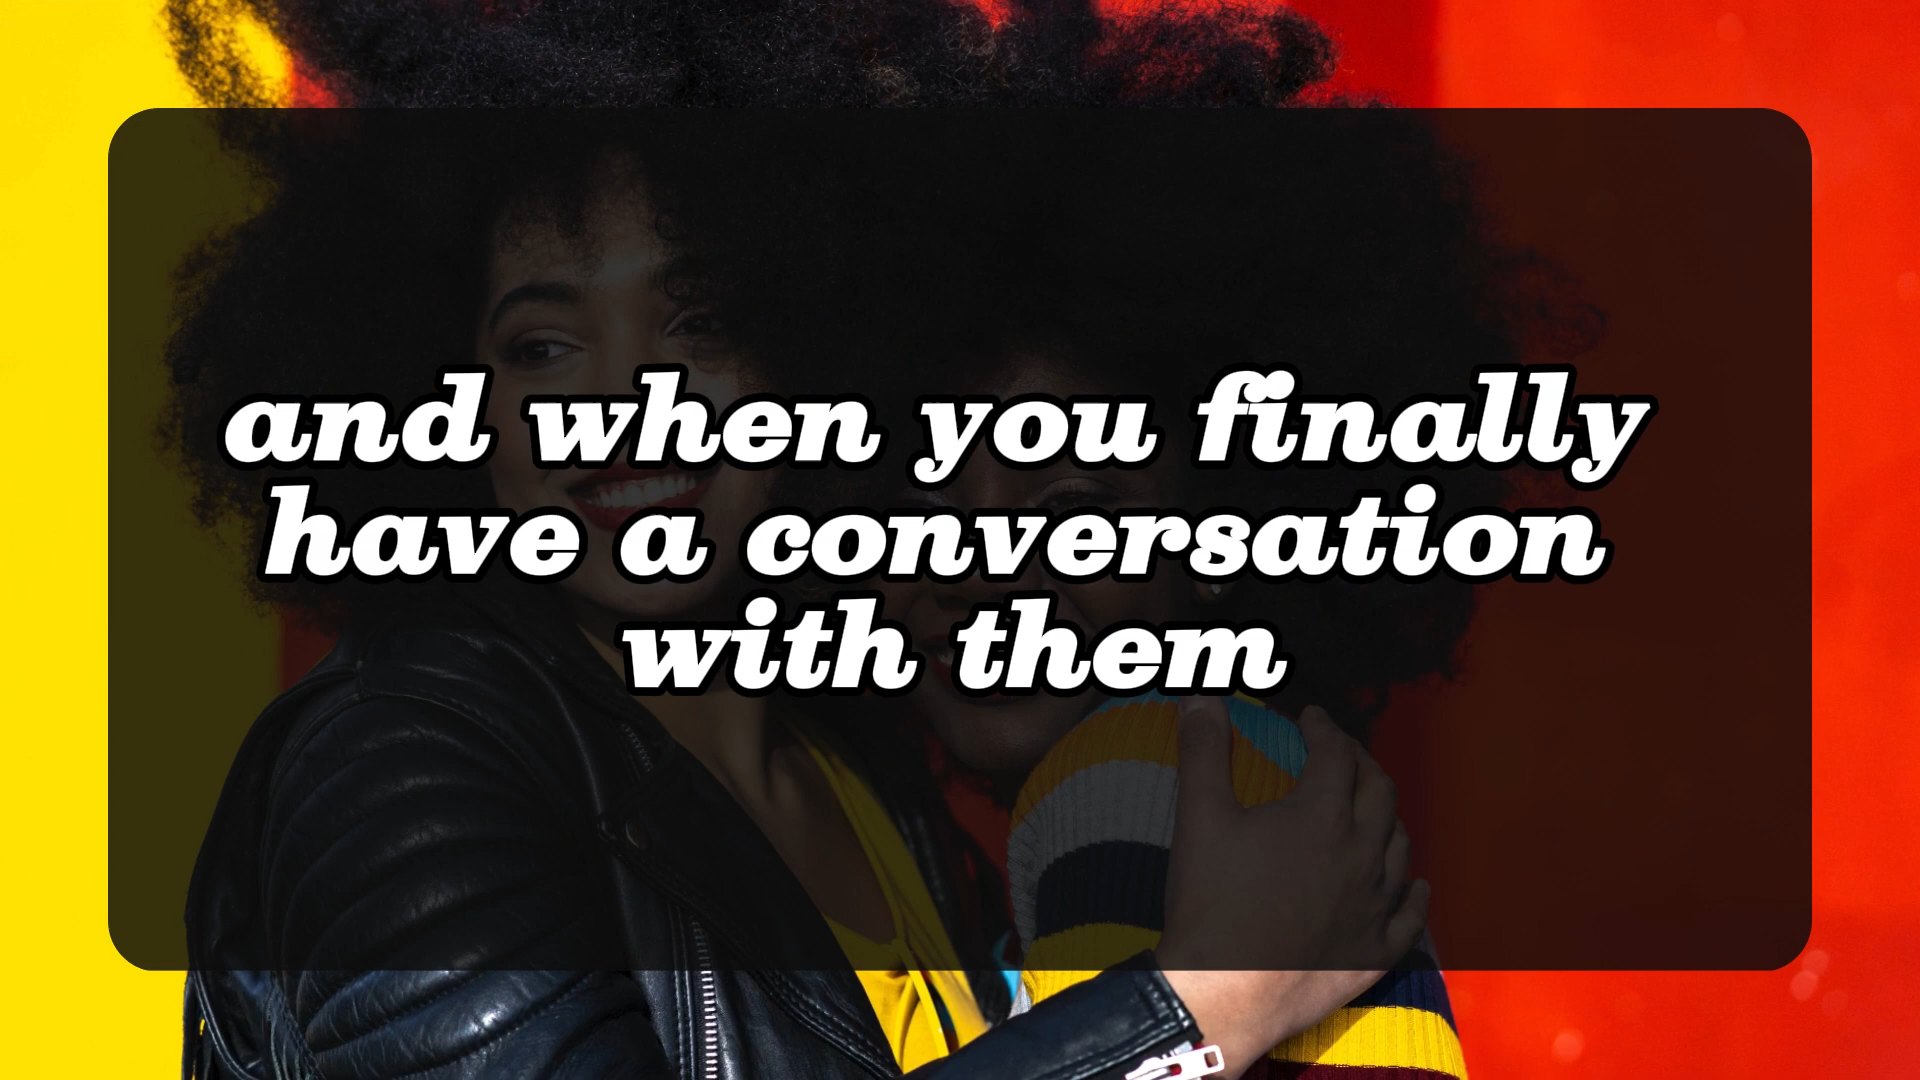 and when you finally
have a conversation
with them